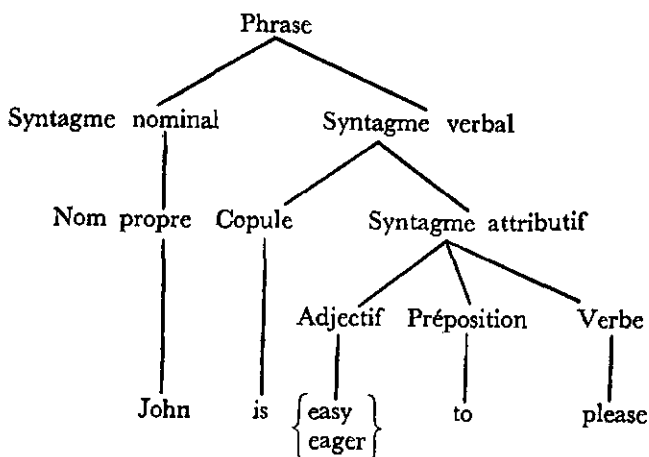 Phrase
Syntagme nominal Syntagme verbal
Nom propre Copule Syntagme attributif
Adjectif Préposition Verbe
John is {easy} to please
eager